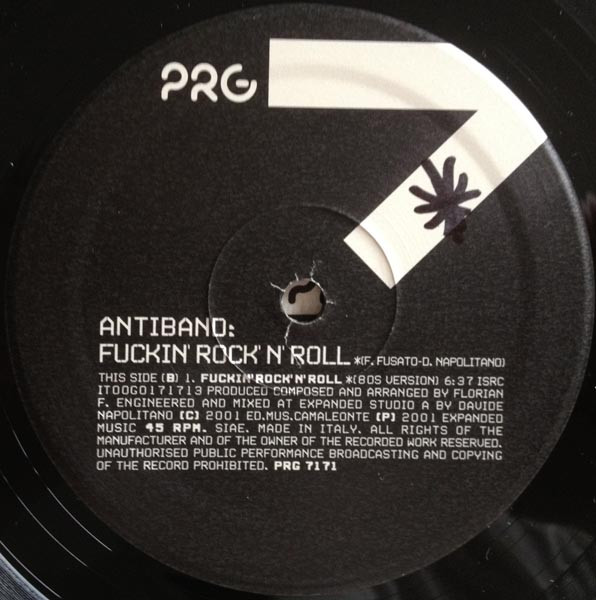 PRG
7
ANTIBAND:
FUCKIN' ROCK' N' ROLL *(F. FUSATO-D. NAPOLITANO)
THIS SIDE (B) 1. FUCKIN'ROCK'N'ROLL *(80S VERSION) 6:37 ISRC
IT00G0171713 PRODUCED COMPOSED AND ARRANGED BY FLORIAN
F. ENGINEERED AND MIXED AT EXPANDED STUDIO A BY DAVIDE
NAPOLITANO (C) 2001 ED.MUS.CAMALEONTE (P) 2001 EXPANDED
MUSIC 45 RPM. SIAE. MADE IN ITALY. ALL RIGHTS OF THE
MANUFACTURER AND OF THE OWNER OF THE RECORDED WORK RESERVED.
UNAUTHORISED PUBLIC PERFORMANCE BROADCASTING AND COPYING
OF THE RECORD PROHIBITED. PRG 7171